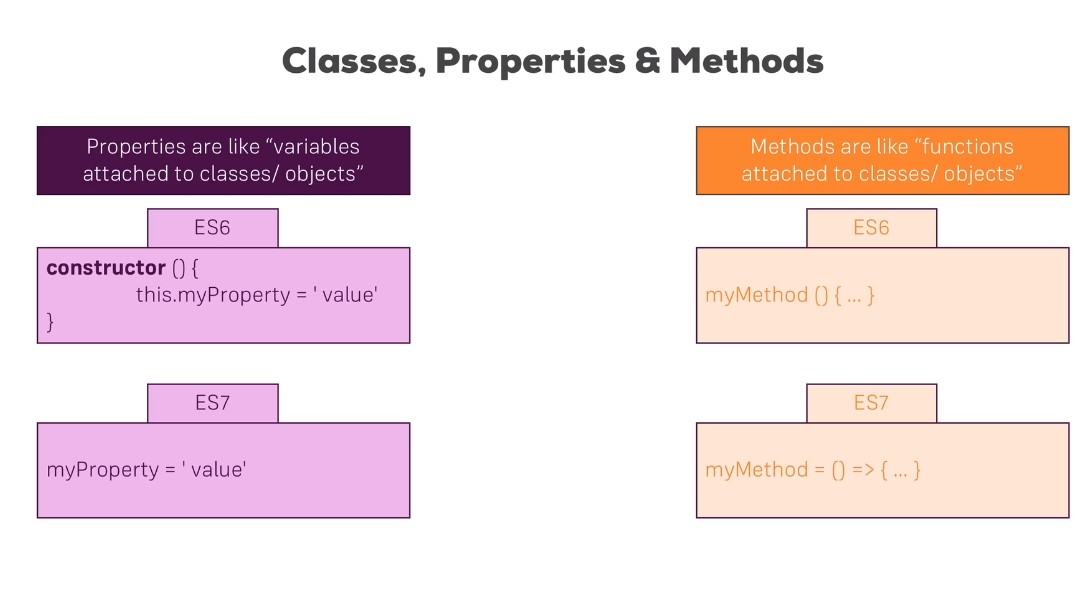 Classes, Properties & Methods
Properties are like “variables
attached to classes/ objects”
ES6
constructor () {
this.myProperty = ' value'
}
ES7
myProperty = ' value'
Methods are like “functions
attached to classes/ objects”
ES6
myMethod () { ... }
ES7
myMethod = () => { ... }